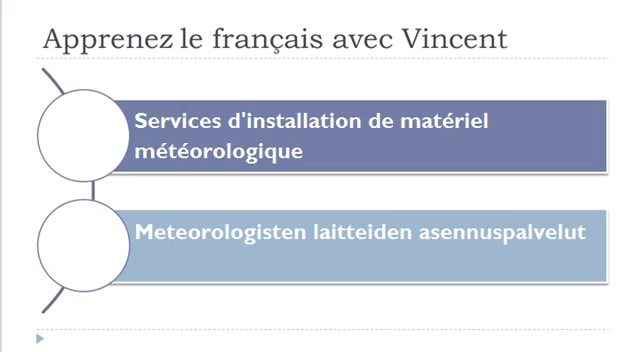 Apprenez le français avec Vincent
Services d'installation de matériel
météorologique
Meteorologisten laitteiden asennuspalvelut